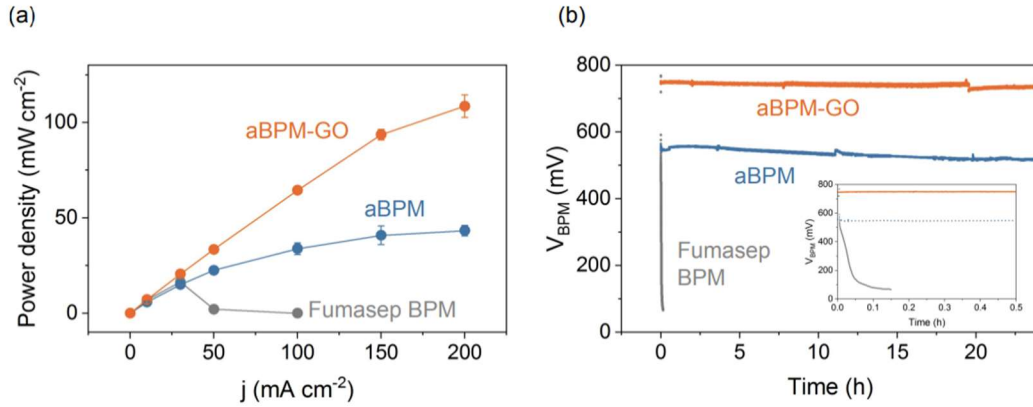 (a)
(b)
Power density (mW cm⁻²)
100
50
0
aBPM-GO
aBPM
Fumasep BPM
0
50
100
150
200
j (mA cm⁻²)
V_BPM (mV)
800
600
400
200
0
aBPM-GO
aBPM
Fumasep
BPM
0
5
10
15
20
Time (h)
V_BPM (mV)
800
600
400
200
0
0.0
0.1
0.2
0.3
0.4
0.5
Time (h)